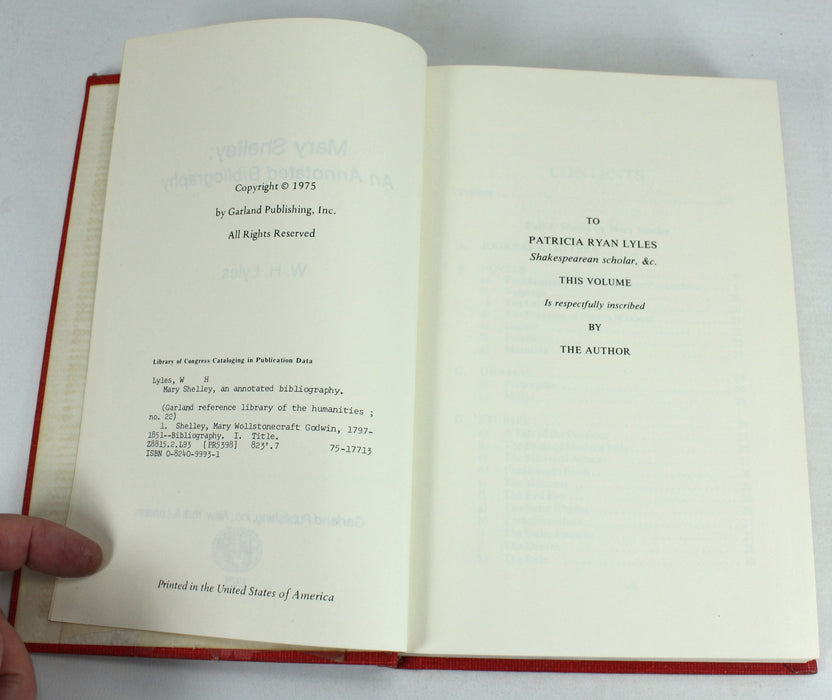 Copyright © 1975
by Garland Publishing, Inc.
All Rights Reserved
Library of Congress Cataloging in Publication Data
Lyles, W H
Mary Shelley, an annotated bibliography.
(Garland reference library of the humanities ;
no. 22)
1. Shelley, Mary Wollstonecraft Godwin, 1797-
1851--Bibliography. I. Title.
Z8815.2.L93 [PR5398] 823'.7 75-17713
ISBN 0-8240-9993-1
Printed in the United States of America
TO
PATRICIA RYAN LYLES
Shakespearean scholar, &c.
THIS VOLUME
Is respectfully inscribed
BY
THE AUTHOR